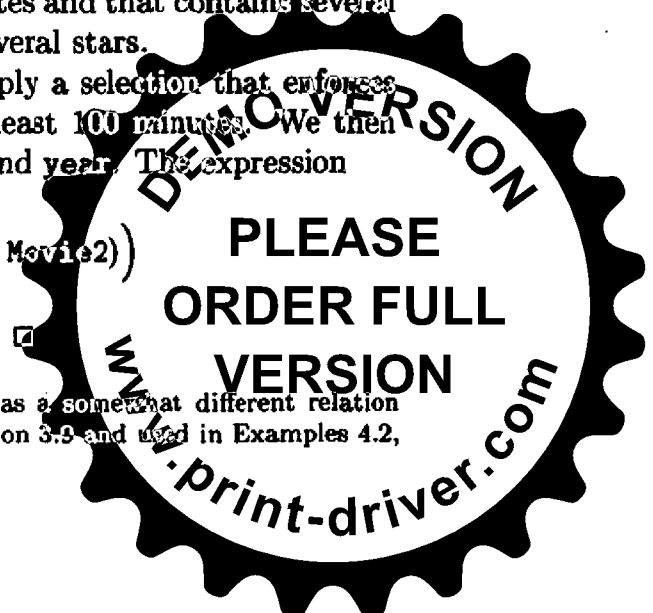 tes and that contains several
veral stars.
ply a selection that enforces
least 100 minutes. We then
nd year. The expression
Movie2))
as a somewhat different relation
on 3.9 and used in Examples 4.2,
DEMO VERSION
PLEASE
ORDER FULL
VERSION
www.print-driver.com